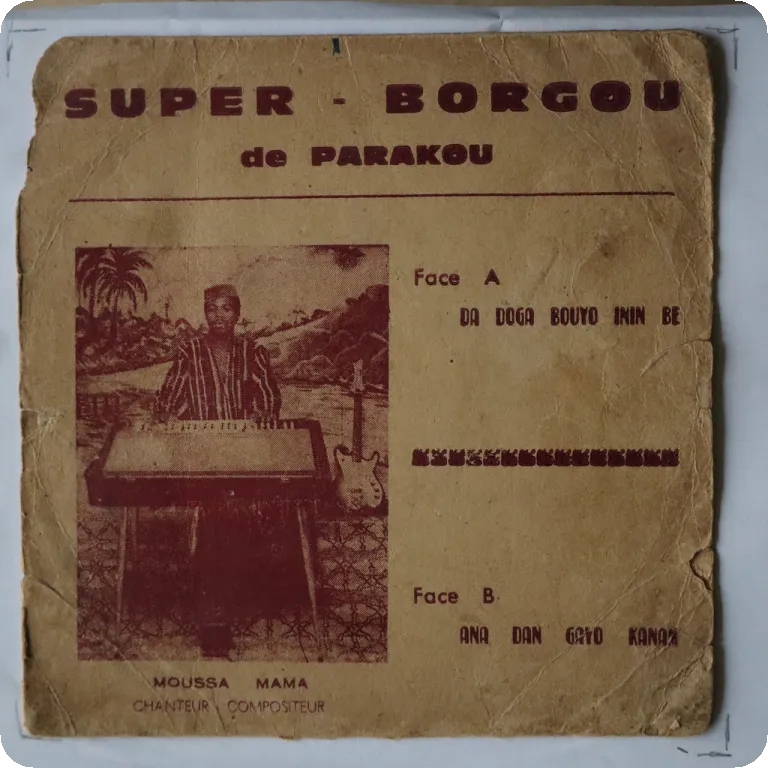 SUPER - BORGOU
de PARAKOU
Face A
DA DOGA BOUYO ININ BE
Face B.
ANA DAN GAYO KANAN
MOUSSA MAMA
CHANTEUR - COMPOSITEUR